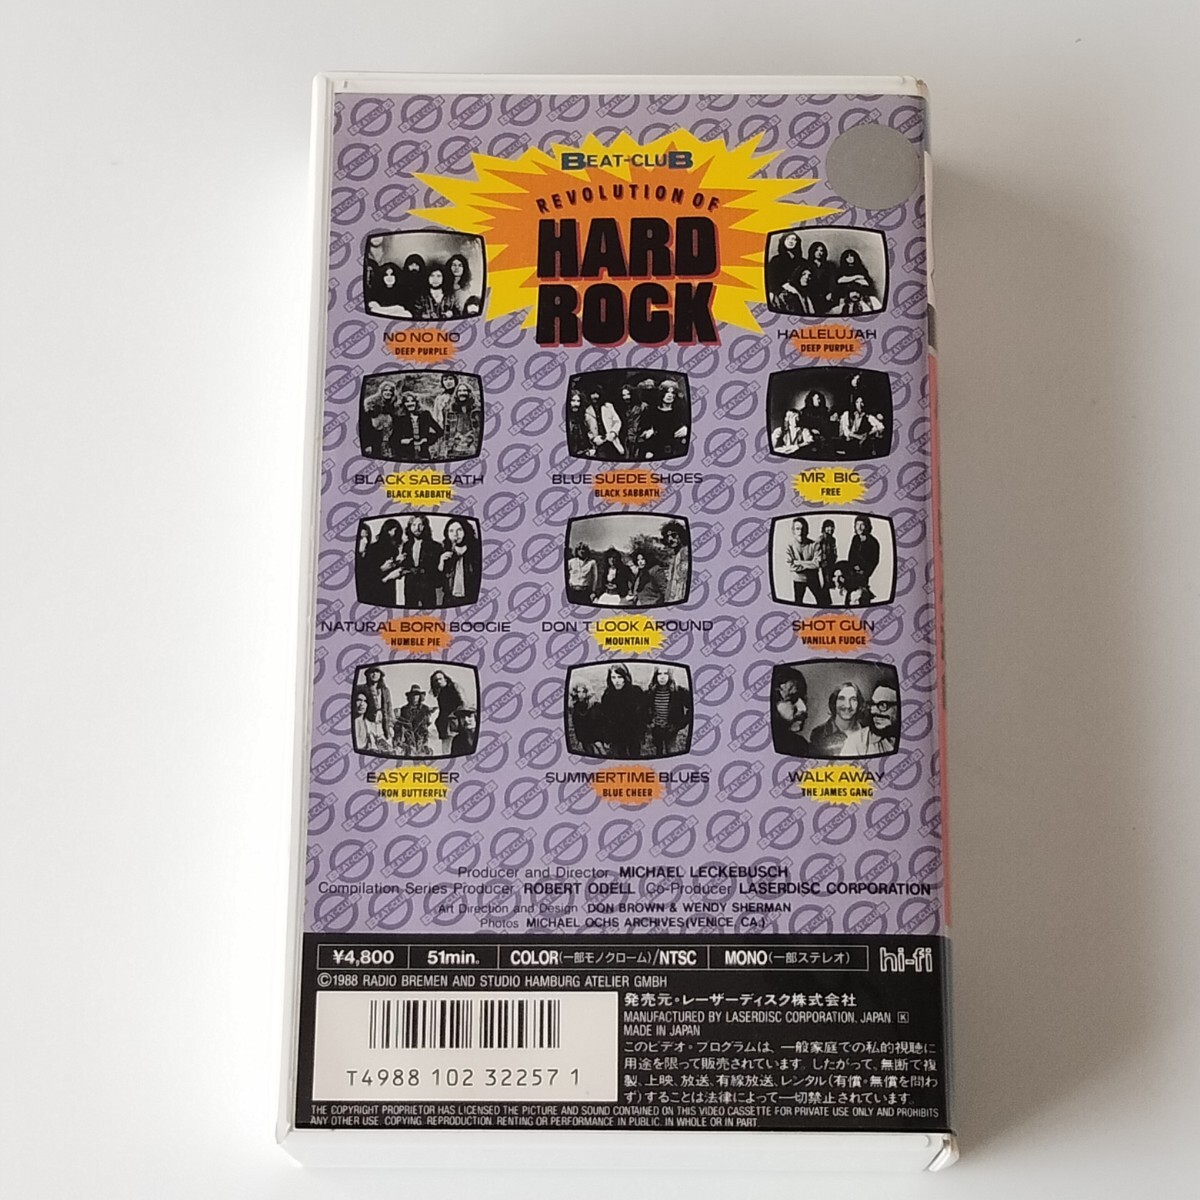 BEAT-CLUB
REVOLUTION OF
HARD
ROCK
NO NO NO
DEEP PURPLE
HALLELUJAH
DEEP PURPLE
BLACK SABBATH
BLACK SABBATH
BLUE SUEDE SHOES
BLACK SABBATH
MR. BIG
FREE
NATURAL BORN BOOGIE
HUMBLE PIE
DON'T LOOK AROUND
MOUNTAIN
SHOT GUN
VANILLA FUDGE
EASY RIDER
IRON BUTTERFLY
SUMMERTIME BLUES
BLUE CHEER
WALK AWAY
THE JAMES GANG
Producer and Director MICHAEL LECKEBUSCH
Compilation Series Producer ROBERT ODELL Co-Producer LASERDISC CORPORATION
Art Direction and Design DON BROWN & WENDY SHERMAN
Photos MICHAEL OCHS ARCHIVES(VENICE, CA.)
¥4,800 51min. COLOR(一部モノクローム)/NTSC MONO(一部ステレオ) hi-fi
©1988 RADIO BREMEN AND STUDIO HAMBURG ATELIER GMBH
T4988 102 32257 1
発売元・レーザーディスク株式会社
MANUFACTURED BY LASERDISC CORPORATION, JAPAN. K
MADE IN JAPAN
このビデオ・プログラムは、一般家庭での私的視聴に
用途を限って販売されています。したがって、無断で複
製、上映、放送、有線放送、レンタル(有償・無償を問わ
ず)することは法律によって一切禁止されています。
THE COPYRIGHT PROPRIETOR HAS LICENSED THE PICTURE AND SOUND CONTAINED ON THIS VIDEO CASSETTE FOR PRIVATE USE ONLY AND PROHIBITS
ANY OTHER USE, COPYING, REPRODUCTION, RENTING OR PERFORMANCE IN PUBLIC, IN WHOLE OR IN PART.